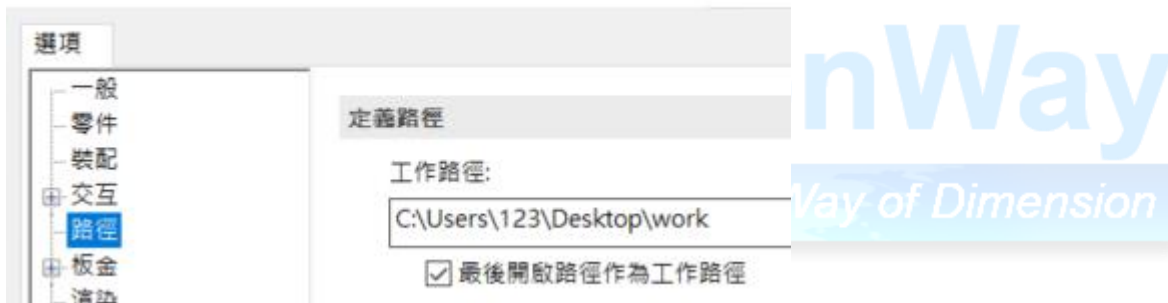 選項
一般
零件
裝配
交互
路徑
板金
渲染
定義路徑
工作路徑:
C:\Users\123\Desktop\work
最後開啟路徑作為工作路徑
nWay
Way of Dimension